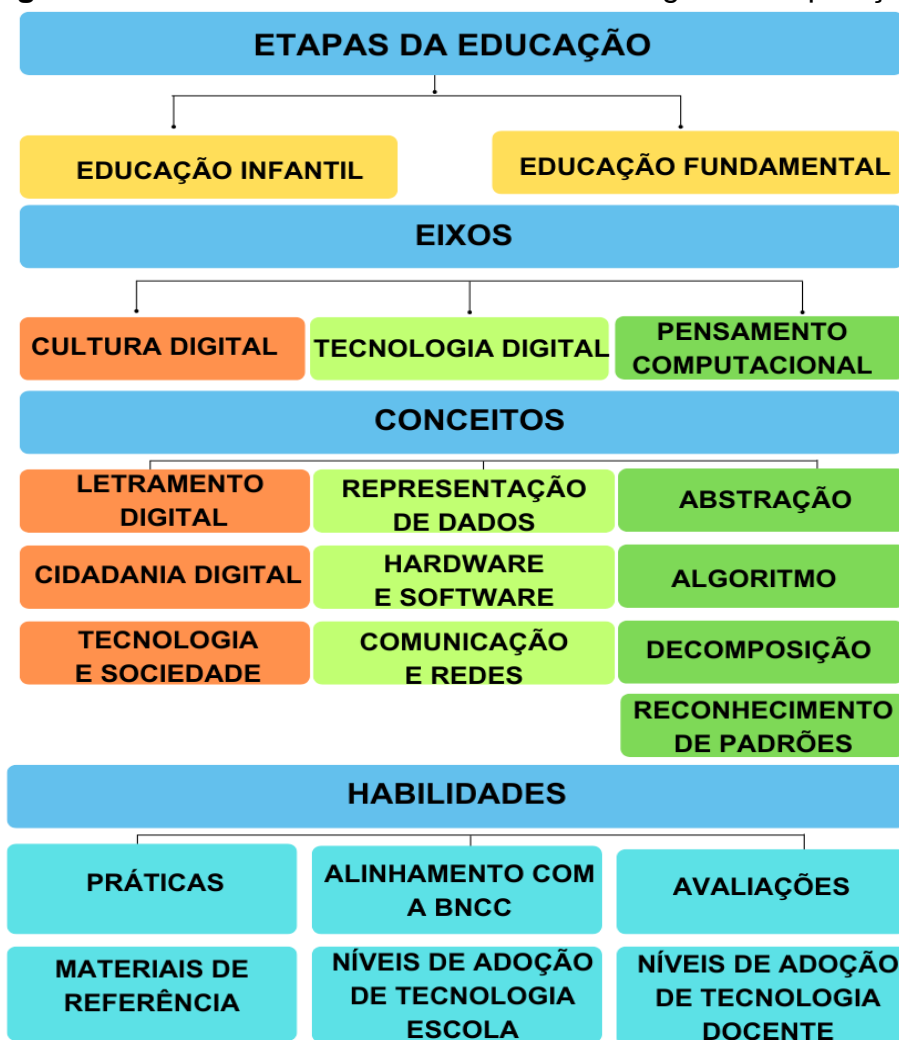 ETAPAS DA EDUCAÇÃO
EDUCAÇÃO INFANTIL
EDUCAÇÃO FUNDAMENTAL
EIXOS
CULTURA DIGITAL
TECNOLOGIA DIGITAL
PENSAMENTO
COMPUTACIONAL
CONCEITOS
LETRAMENTO
DIGITAL
REPRESENTAÇÃO
DE DADOS
ABSTRAÇÃO
CIDADANIA DIGITAL
HARDWARE
E SOFTWARE
ALGORITMO
TECNOLOGIA
E SOCIEDADE
COMUNICAÇÃO
E REDES
DECOMPOSIÇÃO
RECONHECIMENTO
DE PADRÕES
HABILIDADES
PRÁTICAS
ALINHAMENTO COM
A BNCC
AVALIAÇÕES
MATERIAIS DE
REFERÊNCIA
NÍVEIS DE ADOÇÃO
DE TECNOLOGIA
ESCOLA
NÍVEIS DE ADOÇÃO
DE TECNOLOGIA
DOCENTE